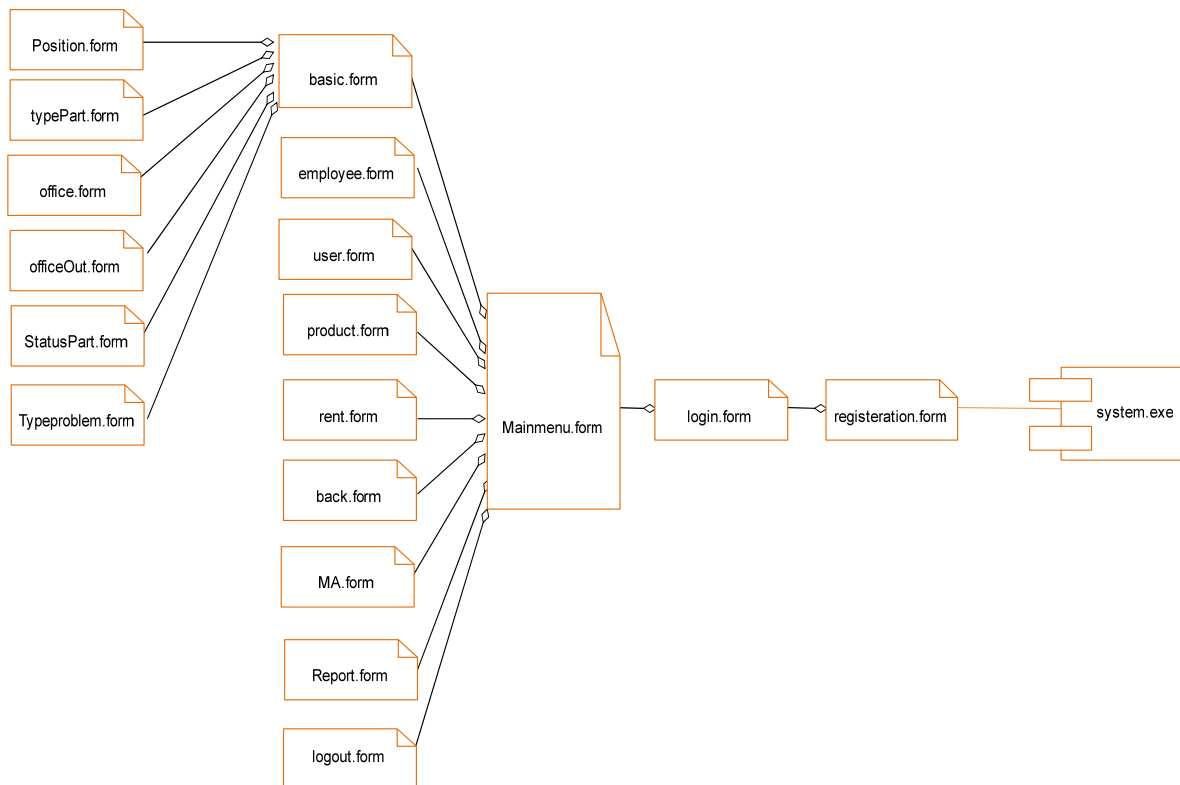 Position.form
typePart.form
office.form
officeOut.form
StatusPart.form
Typeproblem.form
basic.form
employee.form
user.form
product.form
rent.form
back.form
MA.form
Report.form
logout.form
Mainmenu.form
login.form
registeration.form
system.exe